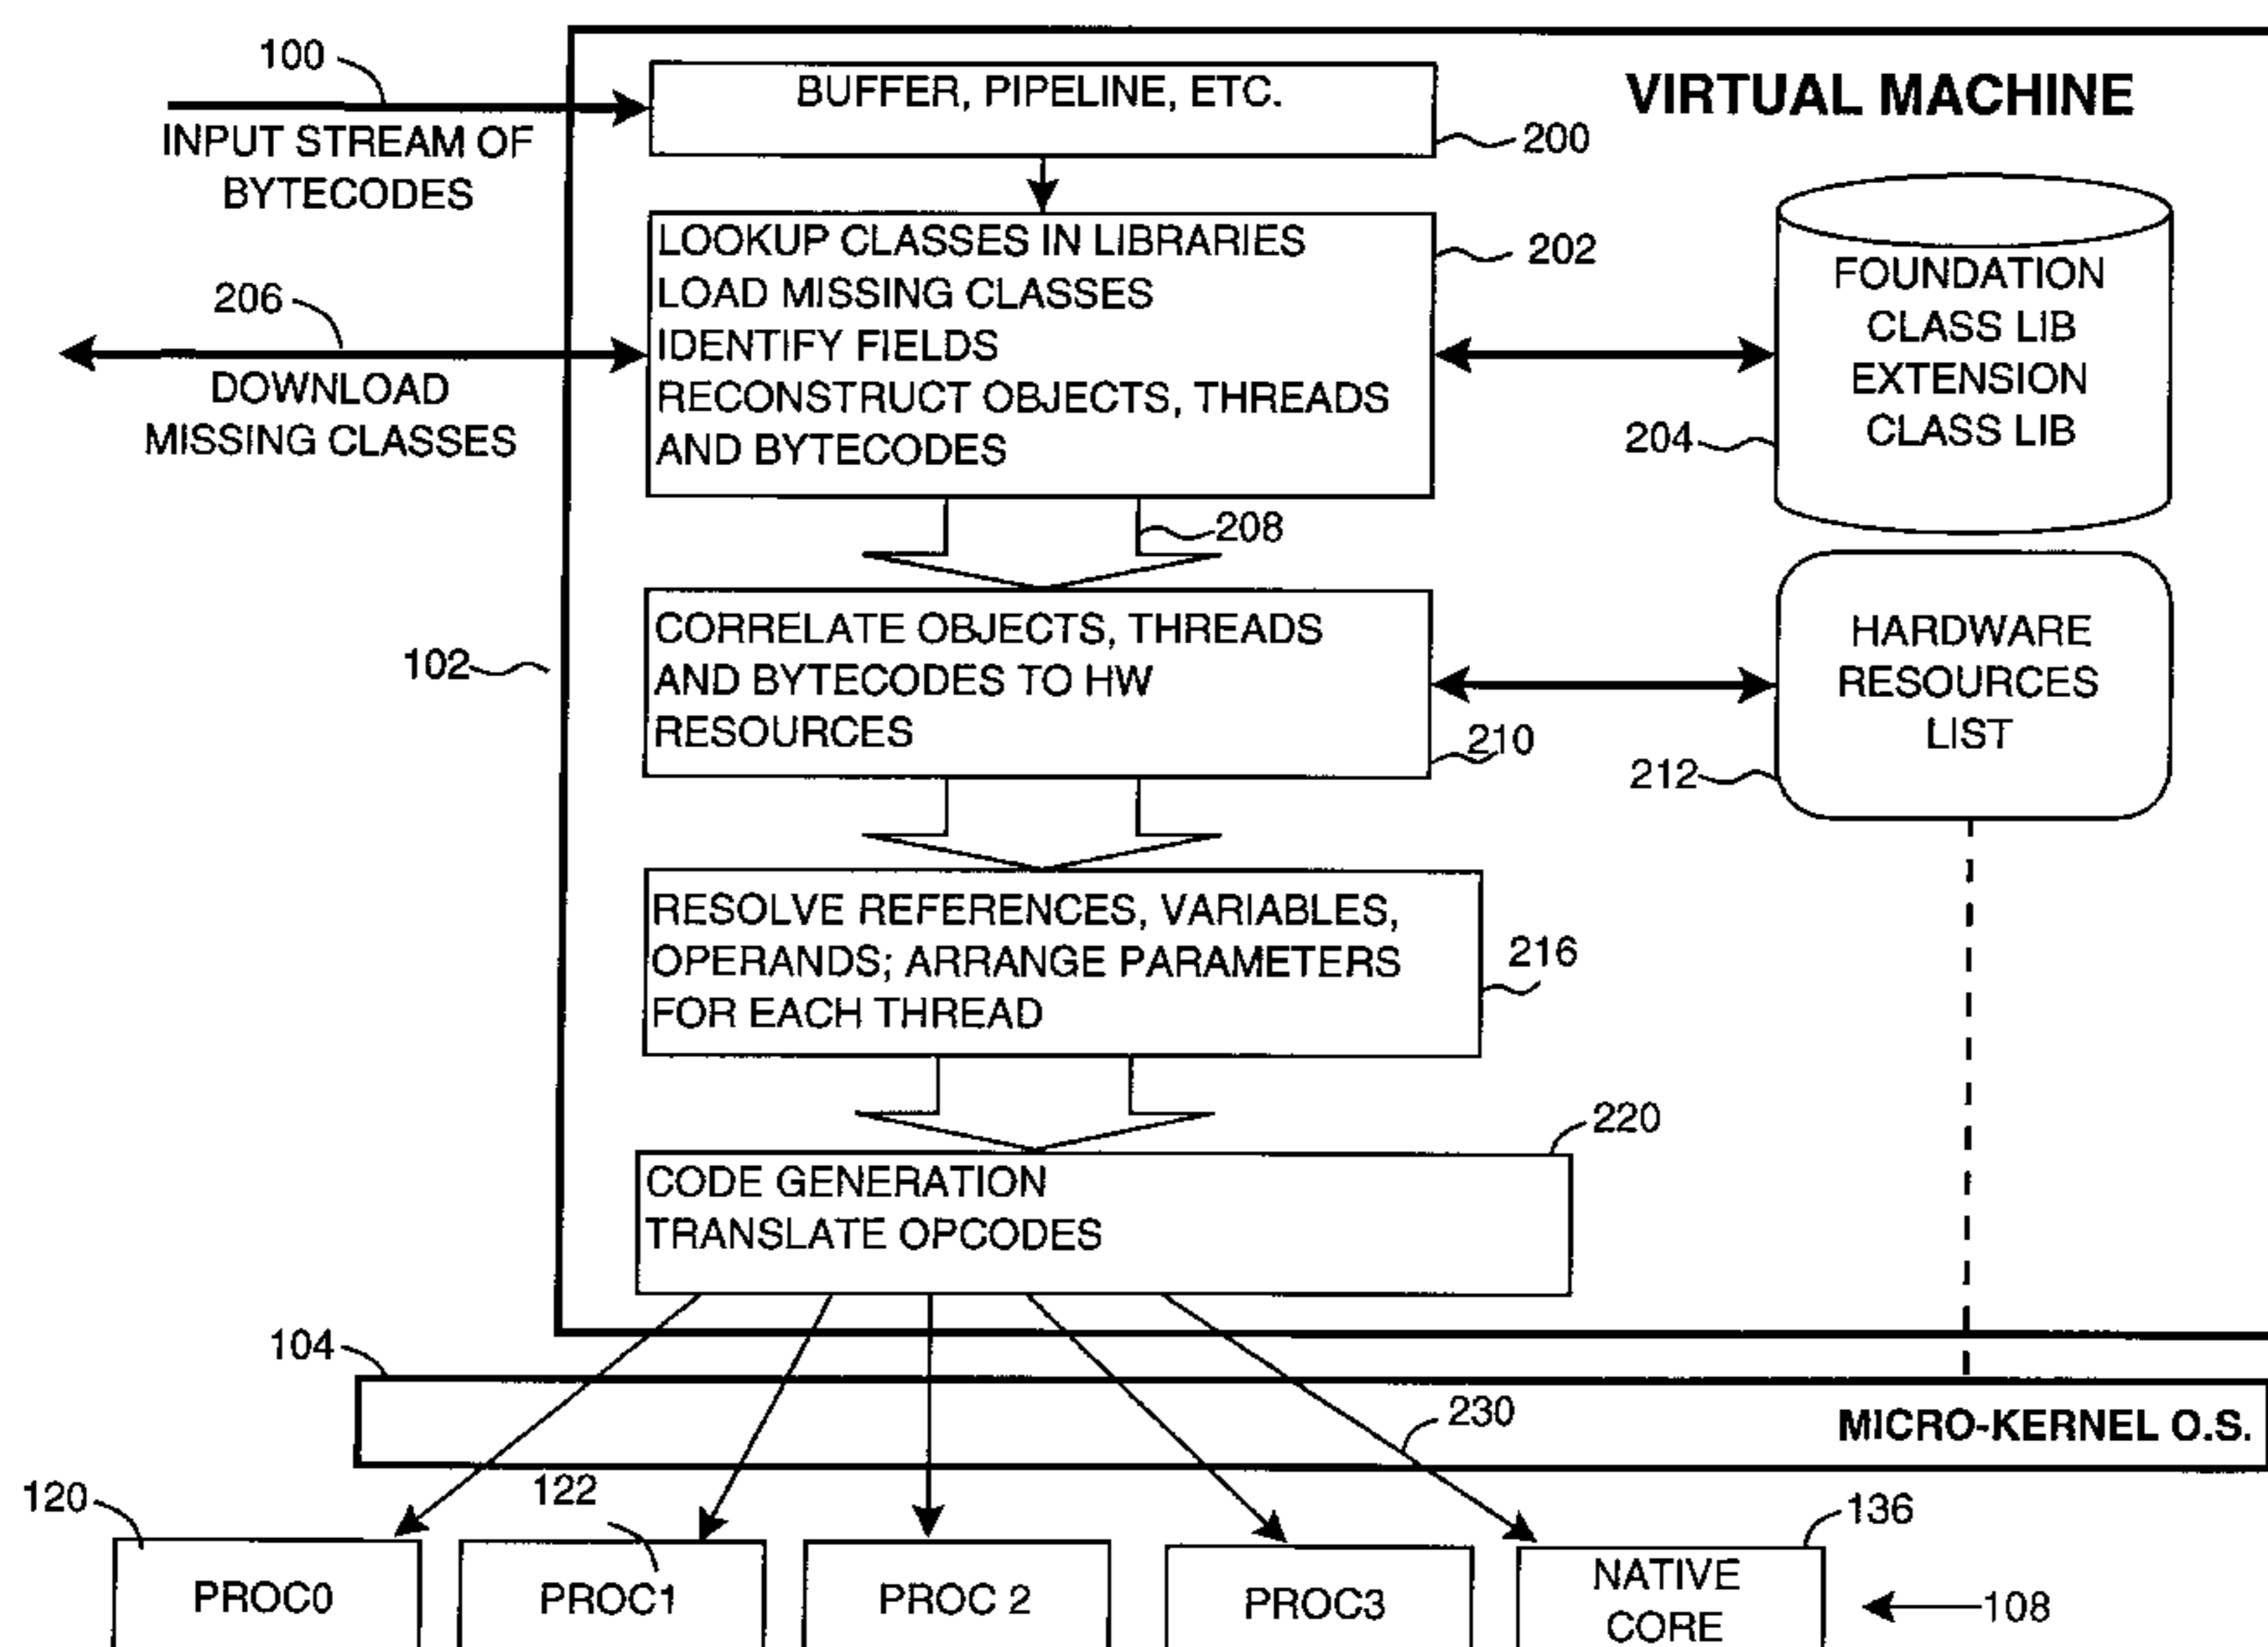 100
INPUT STREAM OF
BYTECODES
BUFFER, PIPELINE, ETC.
200
VIRTUAL MACHINE
206
DOWNLOAD
MISSING CLASSES
LOOKUP CLASSES IN LIBRARIES
LOAD MISSING CLASSES
IDENTIFY FIELDS
RECONSTRUCT OBJECTS, THREADS
AND BYTECODES
202
FOUNDATION
CLASS LIB
EXTENSION
CLASS LIB
204
208
102
CORRELATE OBJECTS, THREADS
AND BYTECODES TO HW
RESOURCES
210
HARDWARE
RESOURCES
LIST
212
RESOLVE REFERENCES, VARIABLES,
OPERANDS; ARRANGE PARAMETERS
FOR EACH THREAD
216
220
CODE GENERATION
TRANSLATE OPCODES
104
230
MICRO-KERNEL O.S.
120
122
136
PROC0
PROC1
PROC 2
PROC3
NATIVE
CORE
108